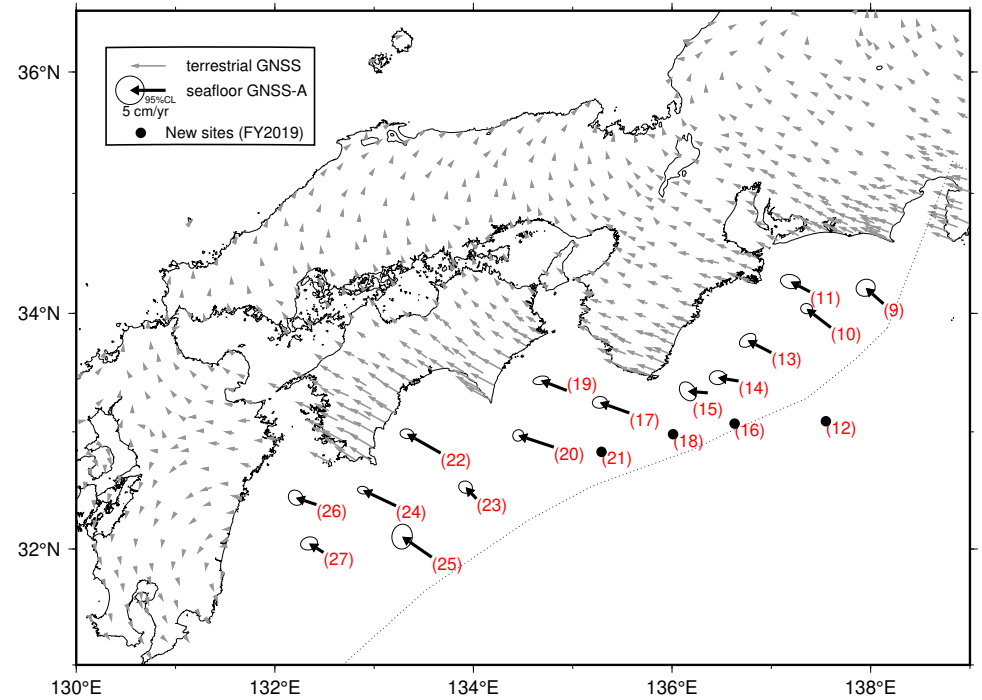 36°N
34°N
32°N
130°E
132°E
134°E
136°E
138°E
terrestrial GNSS
seafloor GNSS-A
95%CL
5 cm/yr
New sites (FY2019)
(9)
(11)
(10)
(13)
(14)
(19)
(15)
(17)
(12)
(16)
(18)
(20)
(21)
(22)
(23)
(24)
(26)
(25)
(27)